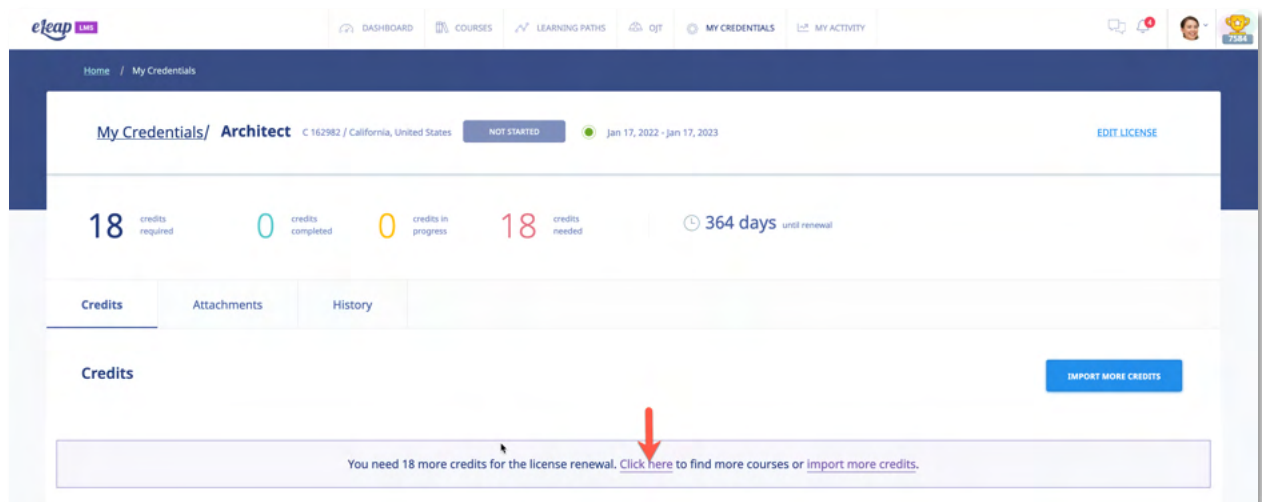 eleap LMS DASHBOARD COURSES LEARNING PATHS OJT MY CREDENTIALS MY ACTIVITY 4 7584
Home / My Credentials
My Credentials/ Architect C 162982 / California, United States NOT STARTED Jan 17, 2022 - Jan 17, 2023 EDIT LICENSE
18 credits required 0 credits completed 0 credits in progress 18 credits needed 364 days until renewal
Credits Attachments History
Credits IMPORT MORE CREDITS
You need 18 more credits for the license renewal. Click here to find more courses or import more credits.